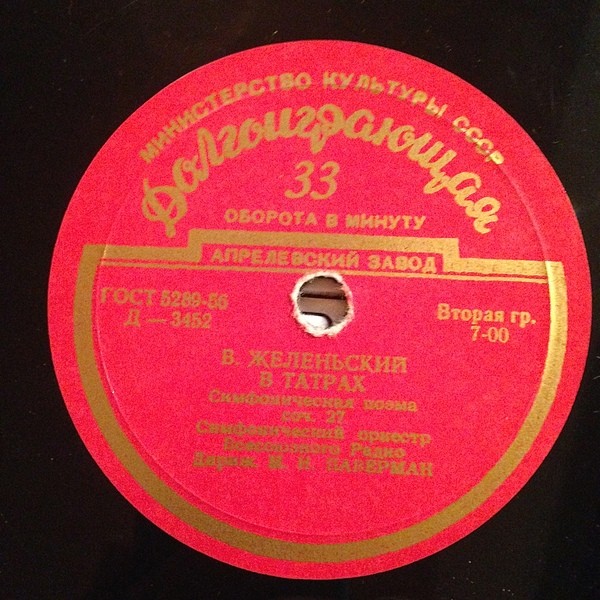 МИНИСТЕРСТВО КУЛЬТУРЫ СССР
Долгоиграющая
33
ОБОРОТА В МИНУТУ
АПРЕЛЕВСКИЙ ЗАВОД
ГОСТ 5289-56
Д — 3452
Вторая гр.
7-00
В. ЖЕЛЕНЬСКИЙ
В ТАТРАХ
Симфоническая поэма
соч. 27
Симфонический оркестр
Всесоюзного Радио
Дириж. ПАВЕРМАН